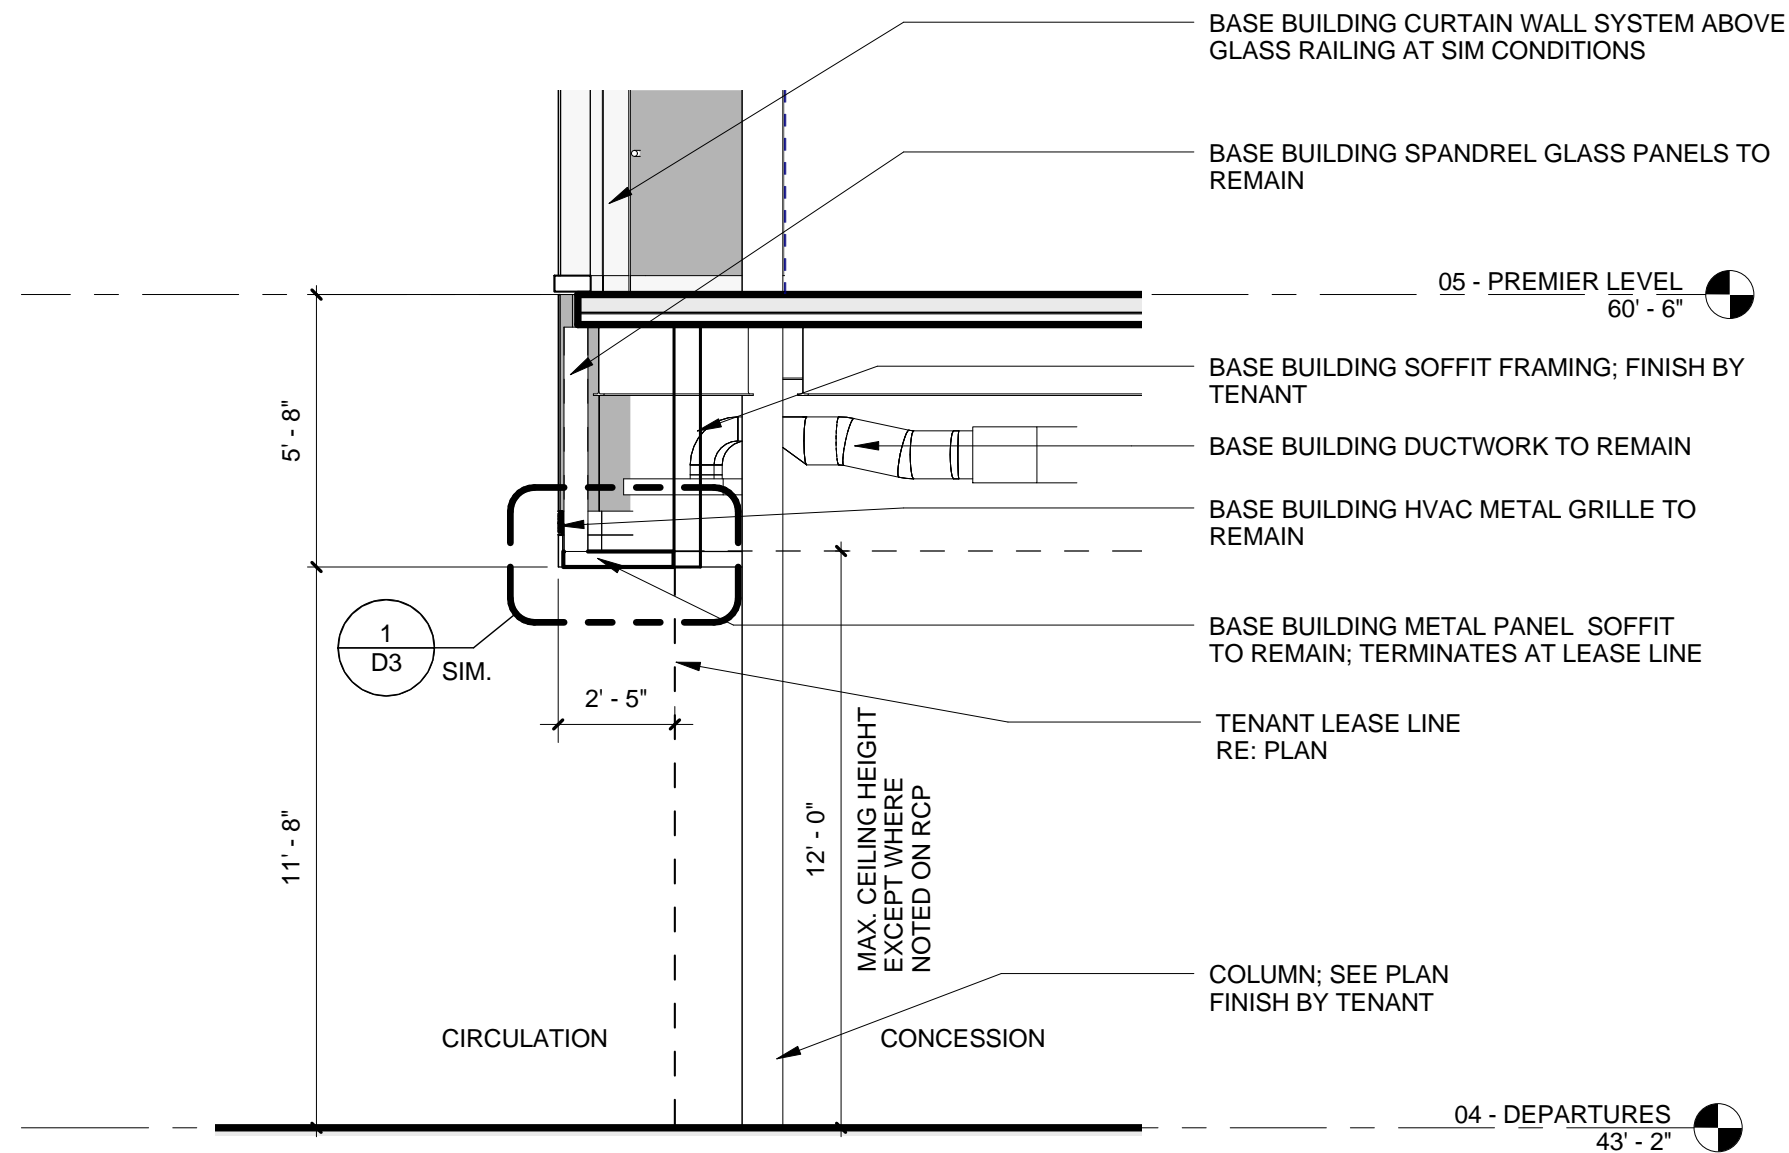 BASE BUILDING CURTAIN WALL SYSTEM ABOVE
GLASS RAILING AT SIM CONDITIONS
BASE BUILDING SPANDREL GLASS PANELS TO
REMAIN
05 - PREMIER LEVEL
60' - 6"
BASE BUILDING SOFFIT FRAMING; FINISH BY
TENANT
5' - 8"
BASE BUILDING DUCTWORK TO REMAIN
BASE BUILDING HVAC METAL GRILLE TO
REMAIN
1
D3
SIM.
BASE BUILDING METAL PANEL  SOFFIT
TO REMAIN; TERMINATES AT LEASE LINE
2' - 5"
TENANT LEASE LINE
RE: PLAN
11' - 8"
12' - 0"
MAX. CEILING HEIGHT
EXCEPT WHERE
NOTED ON RCP
COLUMN; SEE PLAN
FINISH BY TENANT
CIRCULATION
CONCESSION
04 - DEPARTURES
43' - 2"